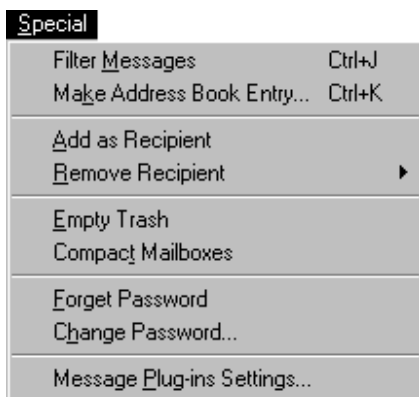 Special
Filter Messages Ctrl+J
Make Address Book Entry... Ctrl+K
Add as Recipient
Remove Recipient
Empty Trash
Compact Mailboxes
Forget Password
Change Password...
Message Plug-ins Settings...